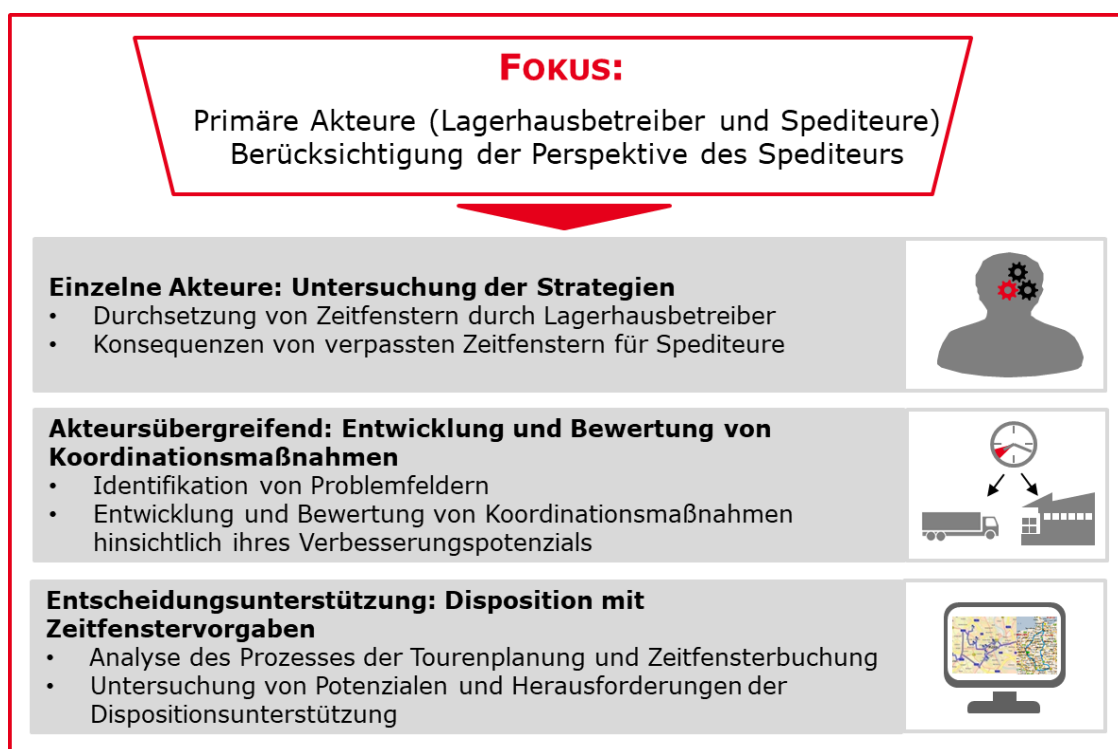 FOKUS:
Primäre Akteure (Lagerhausbetreiber und Spediteure)
Berücksichtigung der Perspektive des Spediteurs
Einzelne Akteure: Untersuchung der Strategien
• Durchsetzung von Zeitfenstern durch Lagerhausbetreiber
• Konsequenzen von verpassten Zeitfenstern für Spediteure
Akteursübergreifend: Entwicklung und Bewertung von
Koordinationsmaßnahmen
• Identifikation von Problemfeldern
• Entwicklung und Bewertung von Koordinationsmaßnahmen
hinsichtlich ihres Verbesserungspotenzials
Entscheidungsunterstützung: Disposition mit
Zeitfenstervorgaben
• Analyse des Prozesses der Tourenplanung und Zeitfensterbuchung
• Untersuchung von Potenzialen und Herausforderungen der
Dispositionsunterstützung